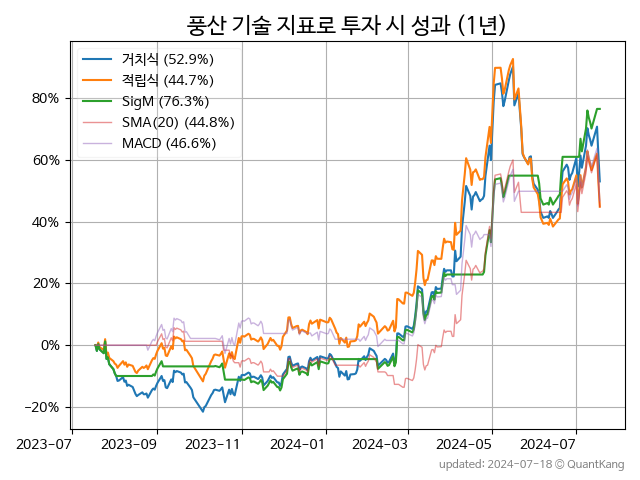 풍산 기술 지표로 투자 시 성과 (1년)
거치식 (52.9%)
적립식 (44.7%)
SigM (76.3%)
SMA(20) (44.8%)
MACD (46.6%)
80%
60%
40%
20%
0%
−20%
2023-07
2023-09
2023-11
2024-01
2024-03
2024-05
2024-07
updated: 2024-07-18 © QuantKang